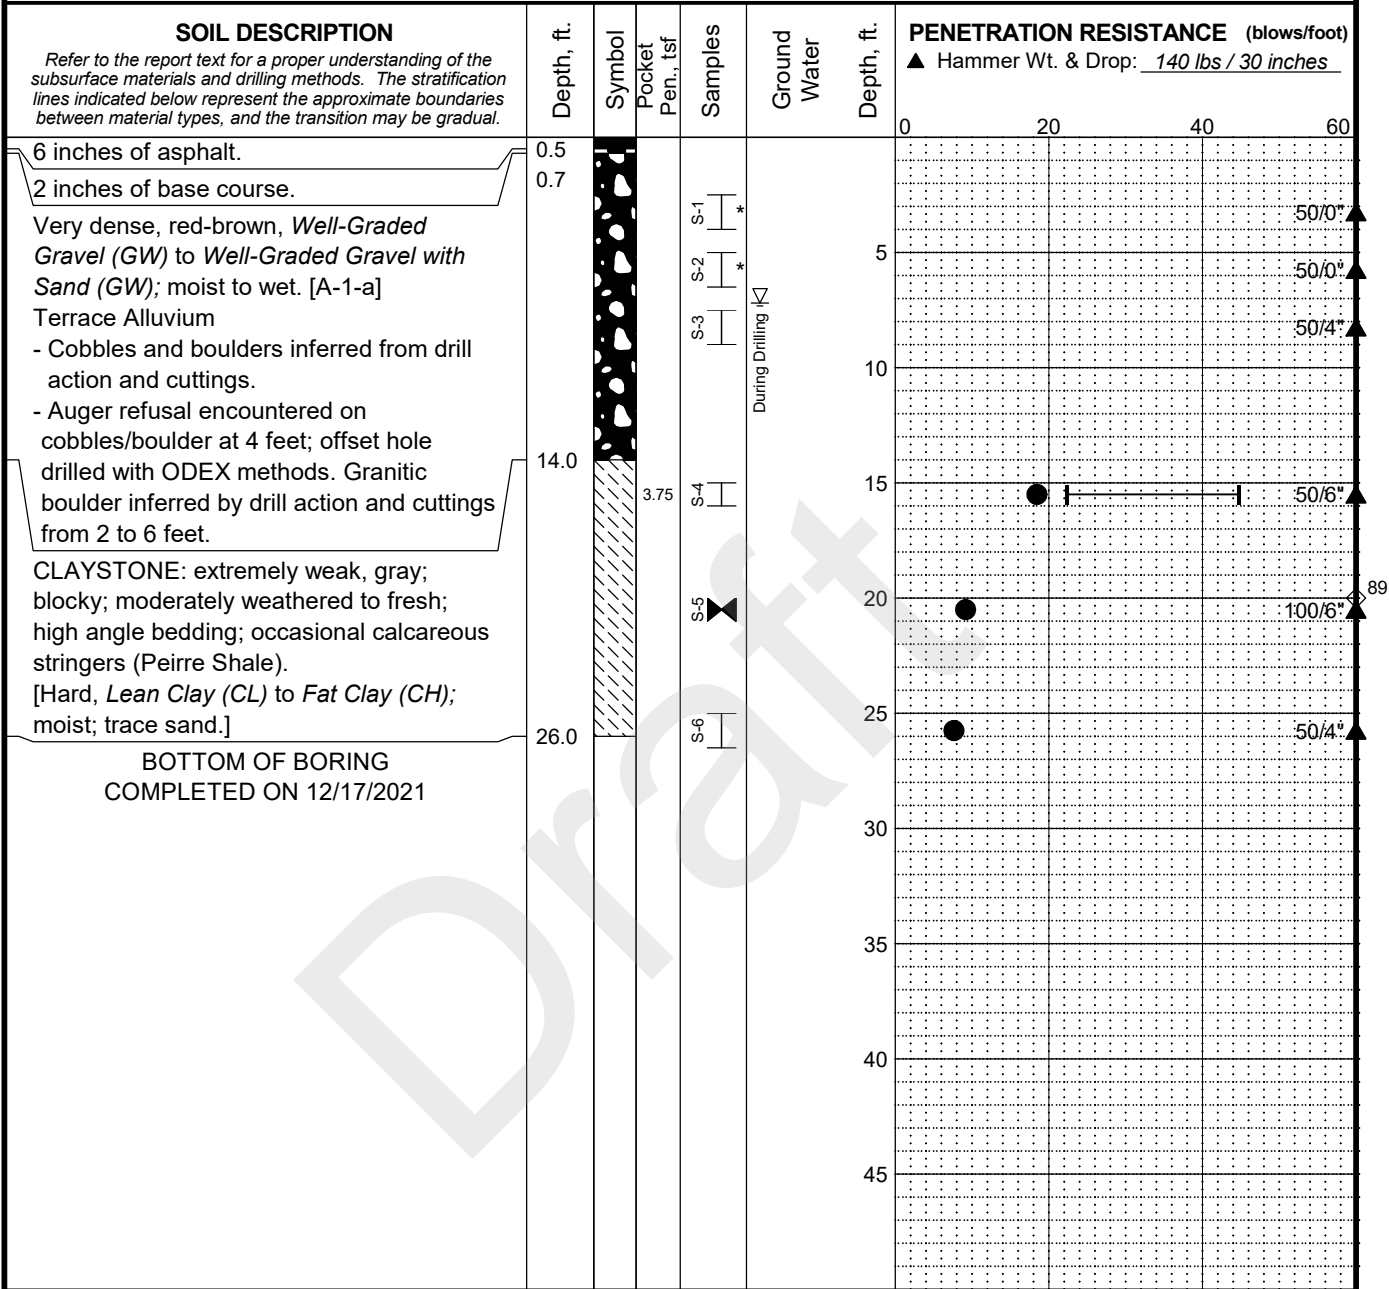 SOIL DESCRIPTION
Refer to the report text for a proper understanding of the
subsurface materials and drilling methods. The stratification
lines indicated below represent the approximate boundaries
between material types, and the transition may be gradual.
Depth, ft.
Symbol
Pocket
Pen., tsf
Samples
Ground
Water
Depth, ft.
PENETRATION RESISTANCE (blows/foot)
▲ Hammer Wt. & Drop: 140 lbs / 30 inches
0 20 40 60
6 inches of asphalt.
0.5
2 inches of base course.
0.7
Very dense, red-brown, Well-Graded
Gravel (GW) to Well-Graded Gravel with
Sand (GW); moist to wet. [A-1-a]
Terrace Alluvium
- Cobbles and boulders inferred from drill
action and cuttings.
- Auger refusal encountered on
cobbles/boulder at 4 feet; offset hole
drilled with ODEX methods. Granitic
boulder inferred by drill action and cuttings
from 2 to 6 feet.
14.0
CLAYSTONE: extremely weak, gray;
blocky; moderately weathered to fresh;
high angle bedding; occasional calcareous
stringers (Peirre Shale).
[Hard, Lean Clay (CL) to Fat Clay (CH);
moist; trace sand.]
26.0
BOTTOM OF BORING
COMPLETED ON 12/17/2021
3.75
S-1
*
S-2
*
S-3
S-4
S-5
S-6
During Drilling
5
10
15
20
25
30
35
40
45
50/0"
50/0"
50/4"
50/6"
89
100/6"
50/4"
Draft